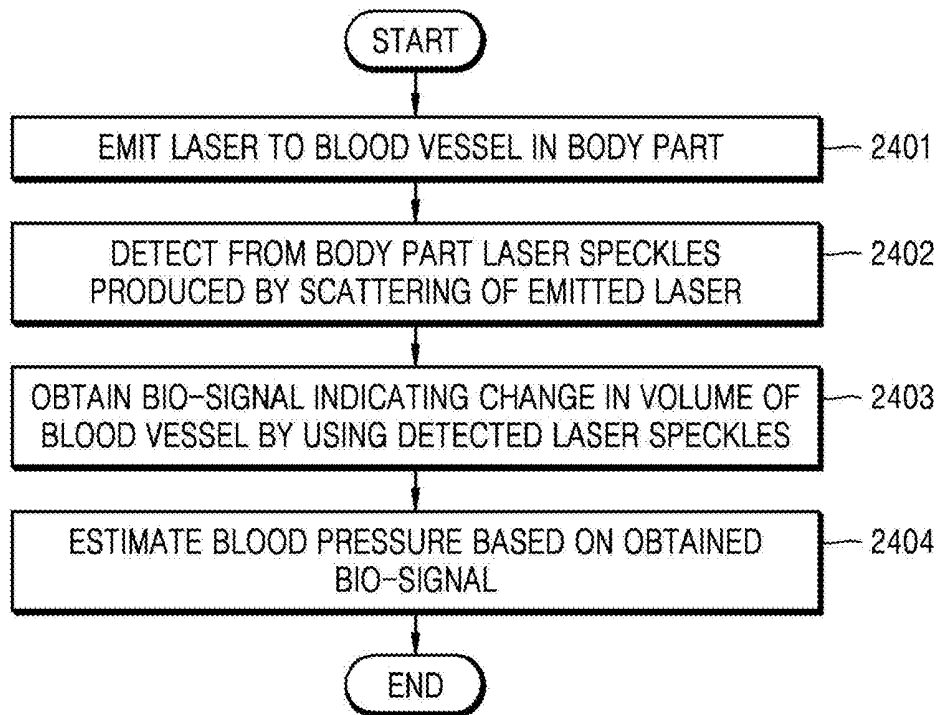 START
EMIT LASER TO BLOOD VESSEL IN BODY PART
2401
DETECT FROM BODY PART LASER SPECKLES
PRODUCED BY SCATTERING OF EMITTED LASER
2402
OBTAIN BIO-SIGNAL INDICATING CHANGE IN VOLUME OF
BLOOD VESSEL BY USING DETECTED LASER SPECKLES
2403
ESTIMATE BLOOD PRESSURE BASED ON OBTAINED
BIO-SIGNAL
2404
END